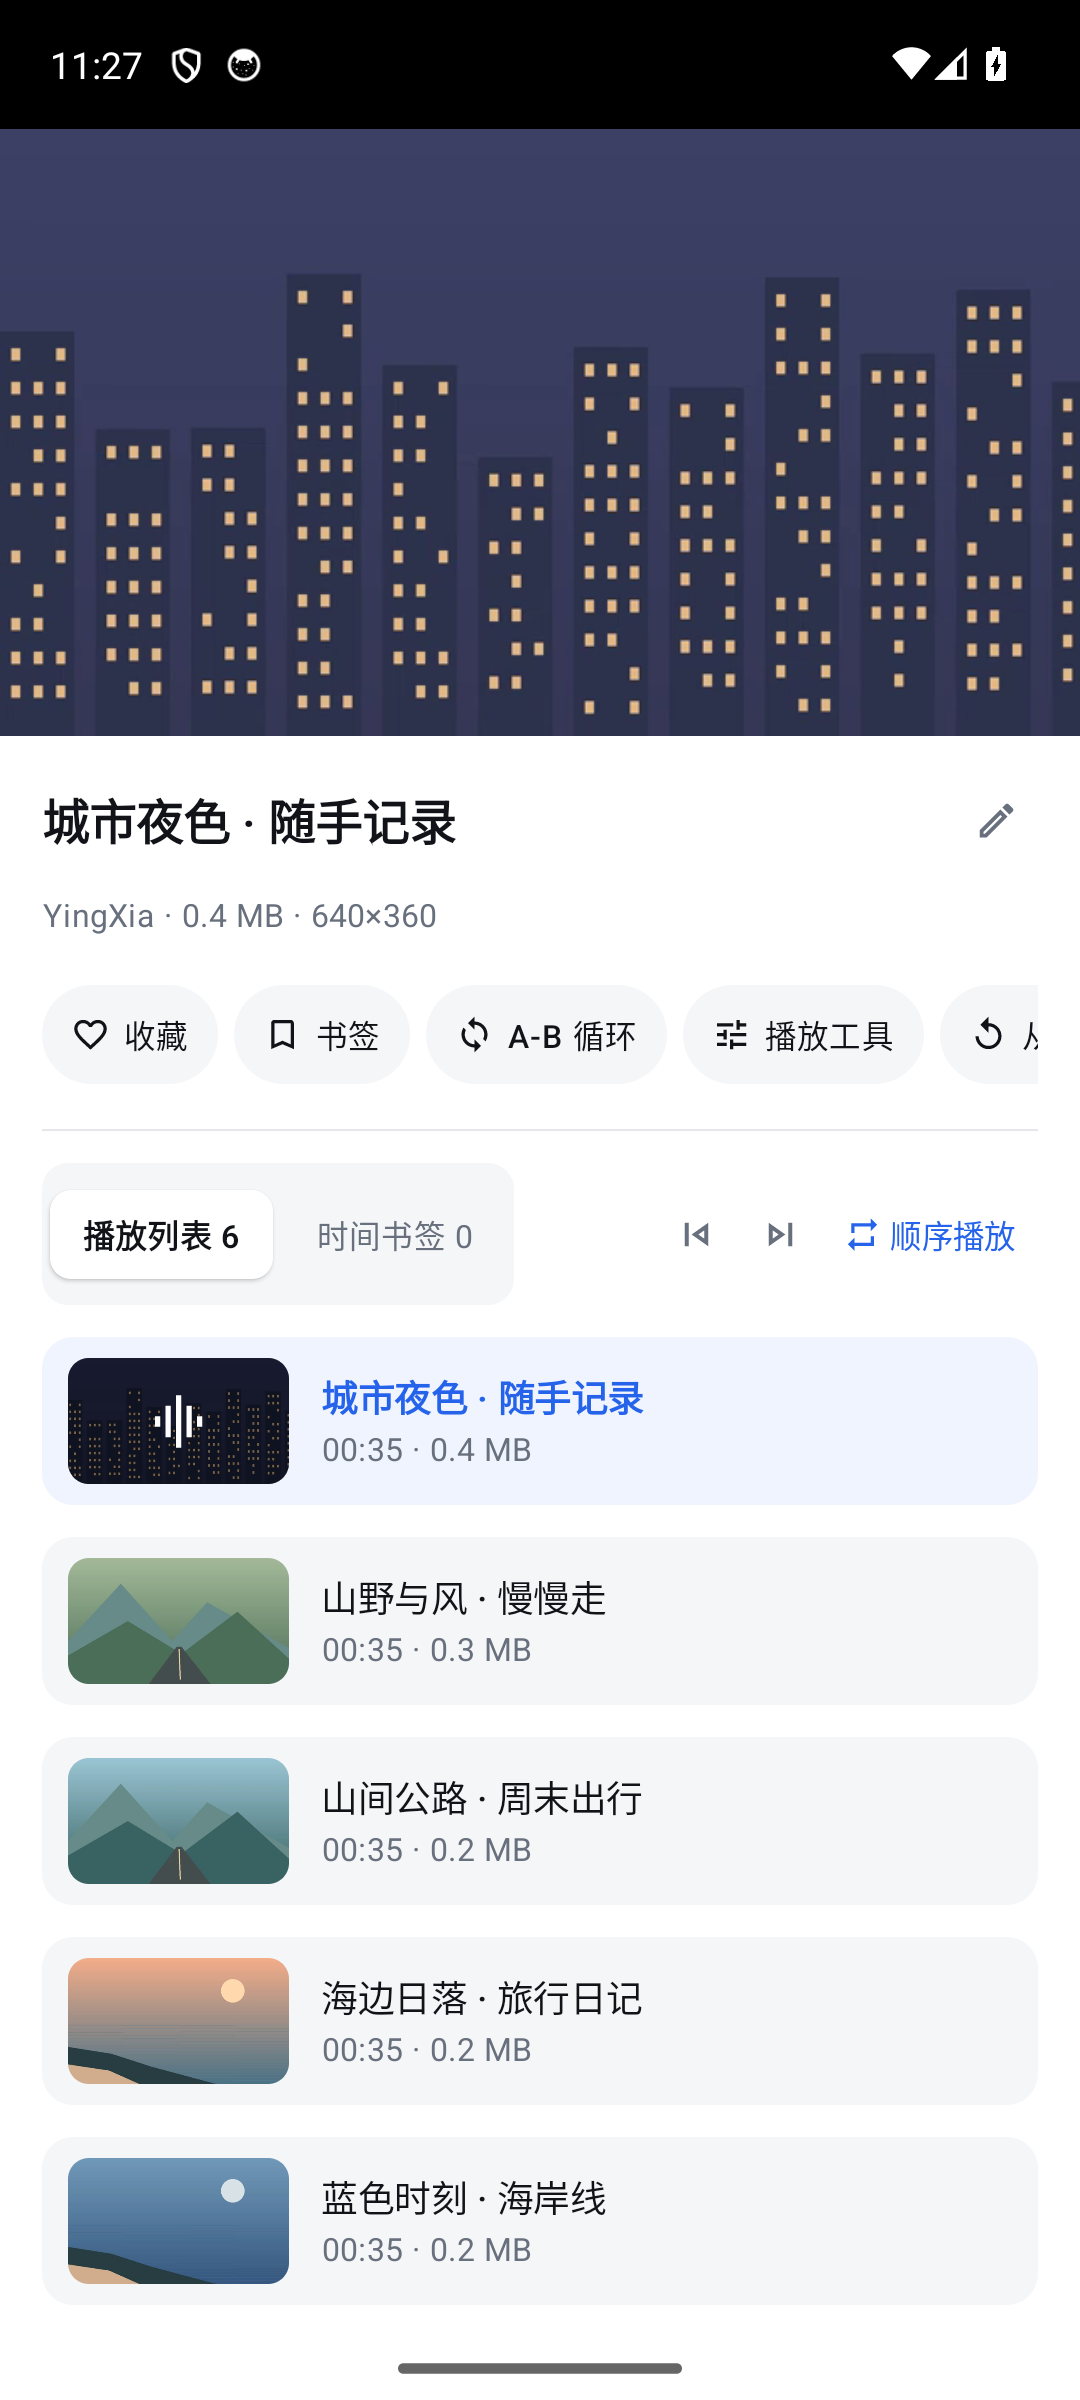 11:27
城市夜色 · 随手记录
YingXia · 0.4 MB · 640×360
收藏 书签 A-B 循环 播放工具
播放列表 6 时间书签 0 顺序播放
城市夜色 · 随手记录
00:35 · 0.4 MB
山野与风 · 慢慢走
00:35 · 0.3 MB
山间公路 · 周末出行
00:35 · 0.2 MB
海边日落 · 旅行日记
00:35 · 0.2 MB
蓝色时刻 · 海岸线
00:35 · 0.2 MB